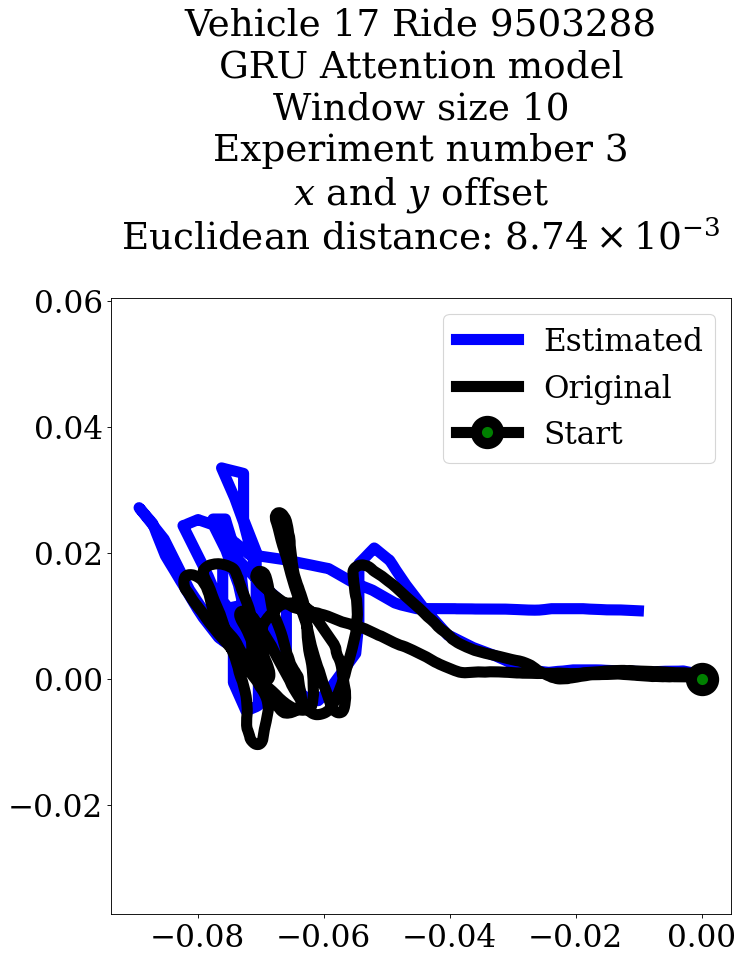 Vehicle 17 Ride 9503288
GRU Attention model
Window size 10
Experiment number 3
x and y offset
Euclidean distance: 8.74 × 10⁻³
0.06
0.04
0.02
0.00
−0.02
Estimated
Original
Start
−0.08 −0.06 −0.04 −0.02 0.00